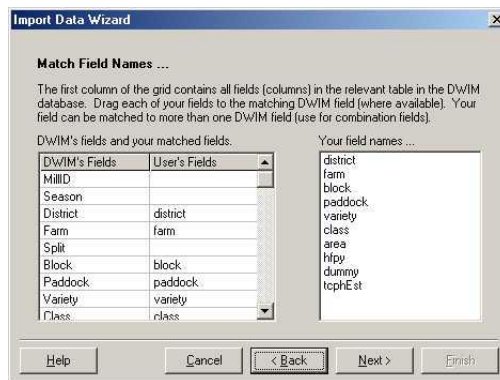 Import Data Wizard
Match Field Names ...
The first column of the grid contains all fields (columns) in the relevant table in the DWIM
database. Drag each of your fields to the matching DWIM field (where available). Your
field can be matched to more than one DWIM field (use for combination fields).
DWIM's fields and your matched fields.
DWIM's Fields User's Fields
MillID
Season
District district
Farm farm
Split
Block block
Paddock paddock
Variety variety
Class class
Your field names ...
district
farm
block
paddock
variety
class
area
hfpy
dummy
tcphEst
Help Cancel < Back Next > Finish